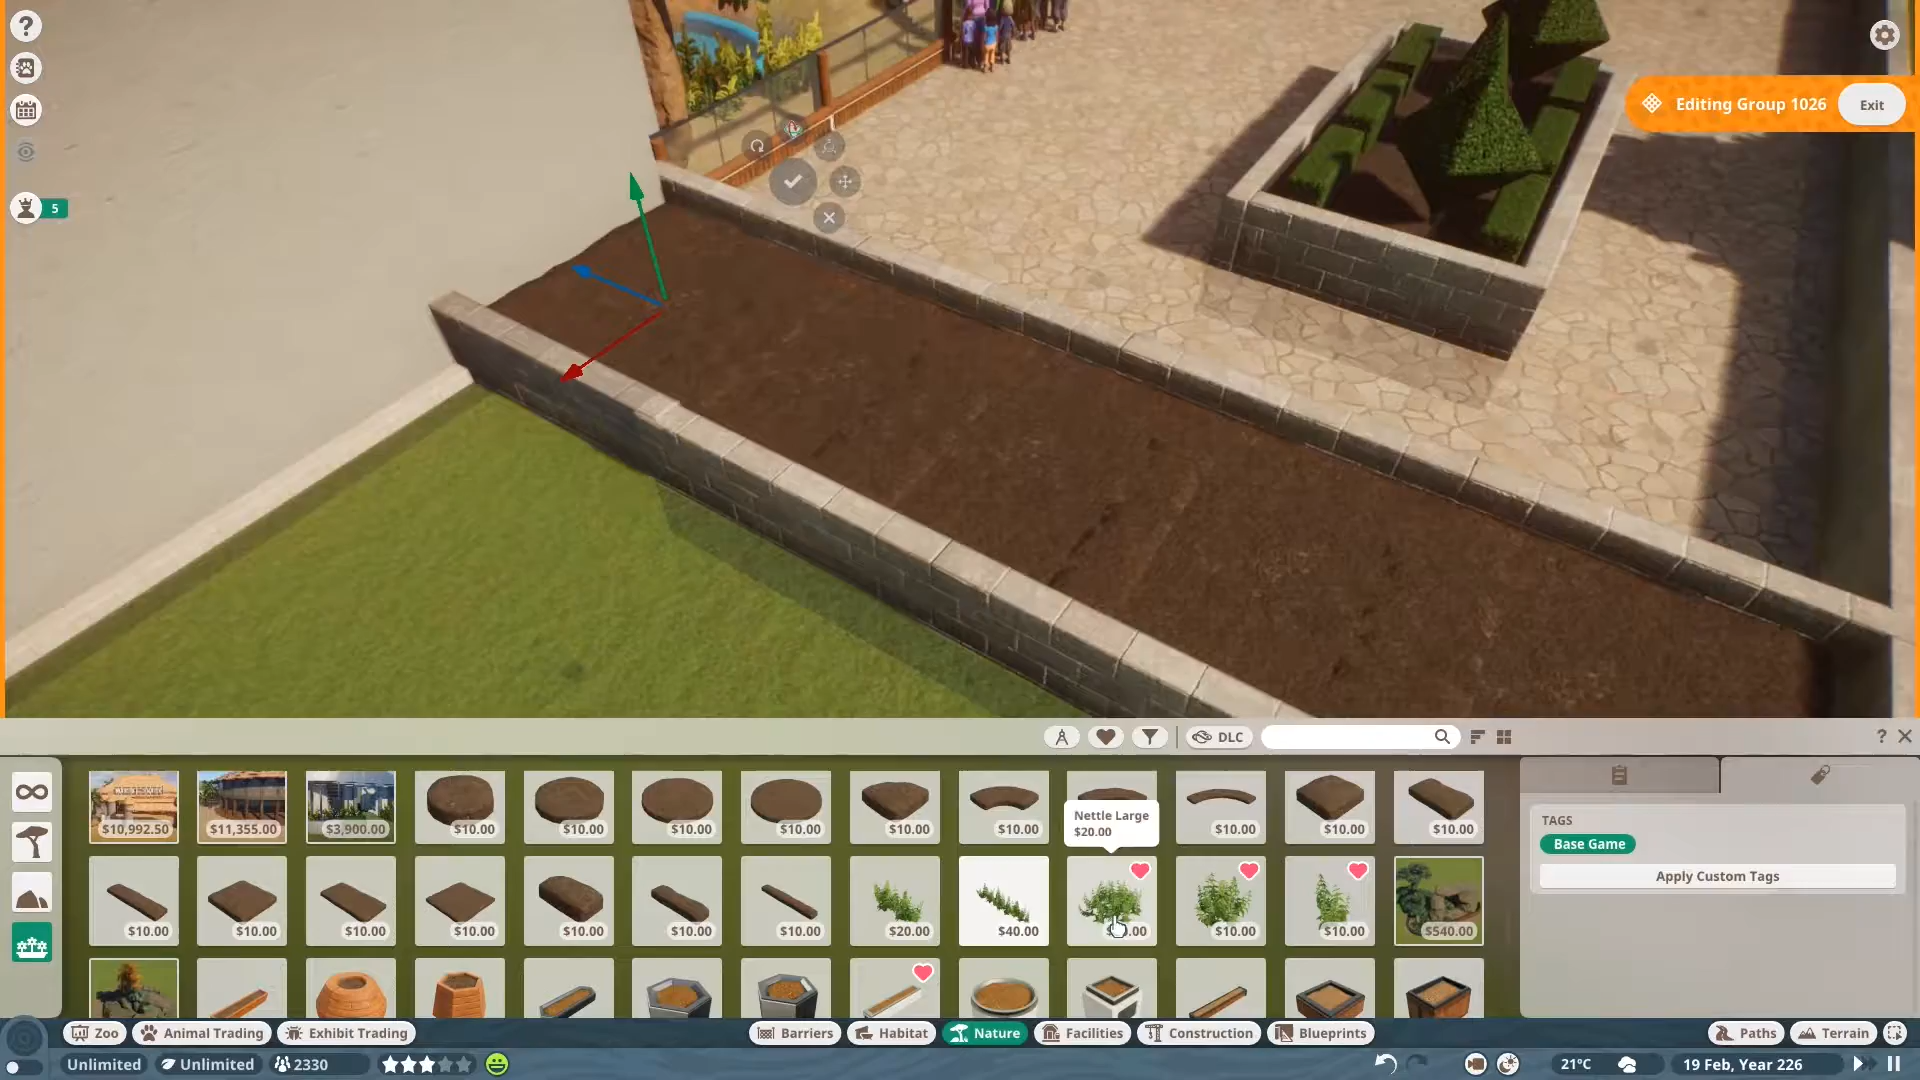 ?
Editing Group 1026
Exit
5
DLC
?
$10,992.50
$11,355.00
$3,900.00
$10.00
$10.00
$10.00
$10.00
$20.00
$10.00
Nettle Large
$20.00
$10.00
$10.00
$10.00
TAGS
Base Game
Apply Custom Tags
$10.00
$10.00
$10.00
$10.00
$10.00
$10.00
$10.00
$20.00
$40.00
$10.00
$10.00
$540.00
Zoo
Animal Trading
Exhibit Trading
Barriers
Habitat
Nature
Facilities
Construction
Blueprints
Paths
Terrain
Unlimited
Unlimited
2330
21°C
19 Feb, Year 226